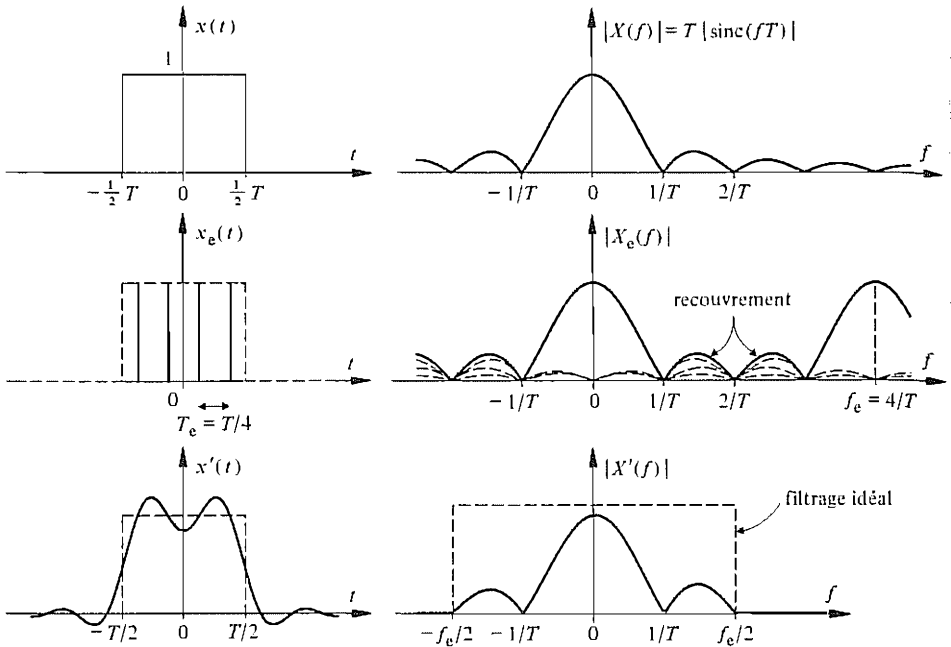 x(t)
|X(f)| = T |sinc(fT)|
1
t
f
−½T
0
½T
−1/T
0
1/T
2/T
xₑ(t)
|Xₑ(f)|
recouvrement
t
f
0
−1/T
0
1/T
2/T
fₑ = 4/T
Tₑ = T/4
x′(t)
|X′(f)|
filtrage idéal
t
f
−T/2
0
T/2
−fₑ/2
−1/T
0
1/T
fₑ/2